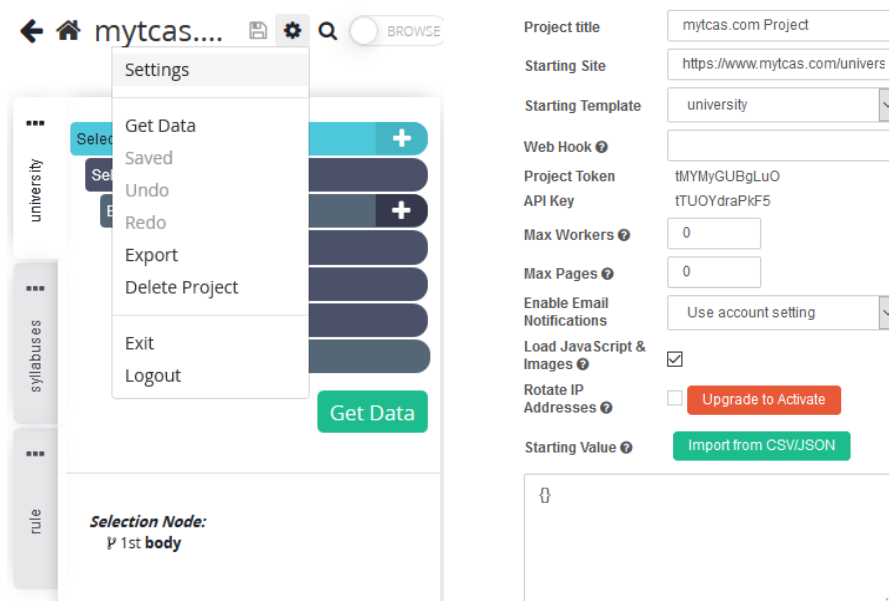 mytcas....
BROWSE
Settings
Get Data
Saved
Undo
Redo
Export
Delete Project
Exit
Logout
university
syllabuses
rule
Get Data
Selection Node:
1st body
Project title
mytcas.com Project
Starting Site
https://www.mytcas.com/univers
Starting Template
university
Web Hook
Project Token
tMYMyGUBgLuO
API Key
tTUOYdraPkF5
Max Workers
0
Max Pages
0
Enable Email
Notifications
Use account setting
Load JavaScript &
Images
Rotate IP
Addresses
Upgrade to Activate
Starting Value
Import from CSV/JSON
{}